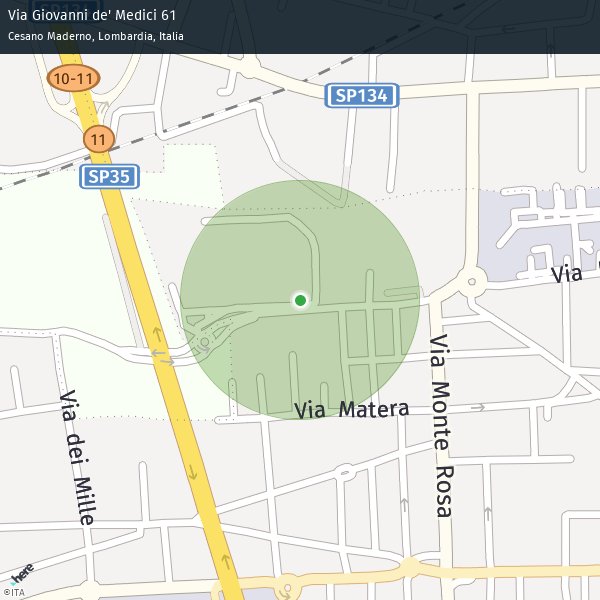 Via Giovanni de' Medici 61
Cesano Maderno, Lombardia, Italia
10-11
SP134
11
SP35
Via
Via Monte Rosa
Via Matera
Via dei Mille
here
©ITA